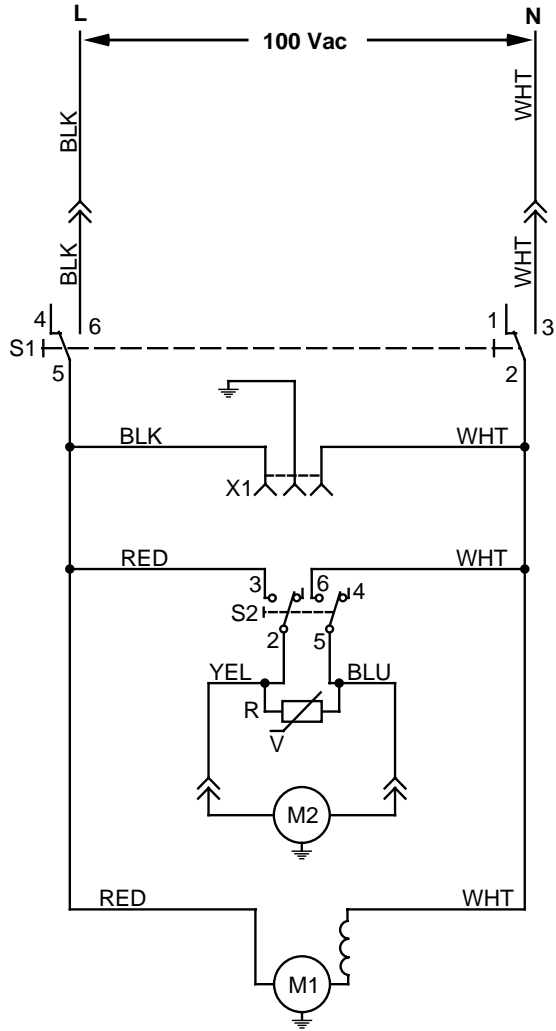 L N
100 Vac
BLK WHT
BLK WHT
4 6 1 3
S1
5 2
BLK WHT
X1
RED WHT
3 6 4
S2
2 5
YEL BLU
R
V
M2
RED WHT
M1